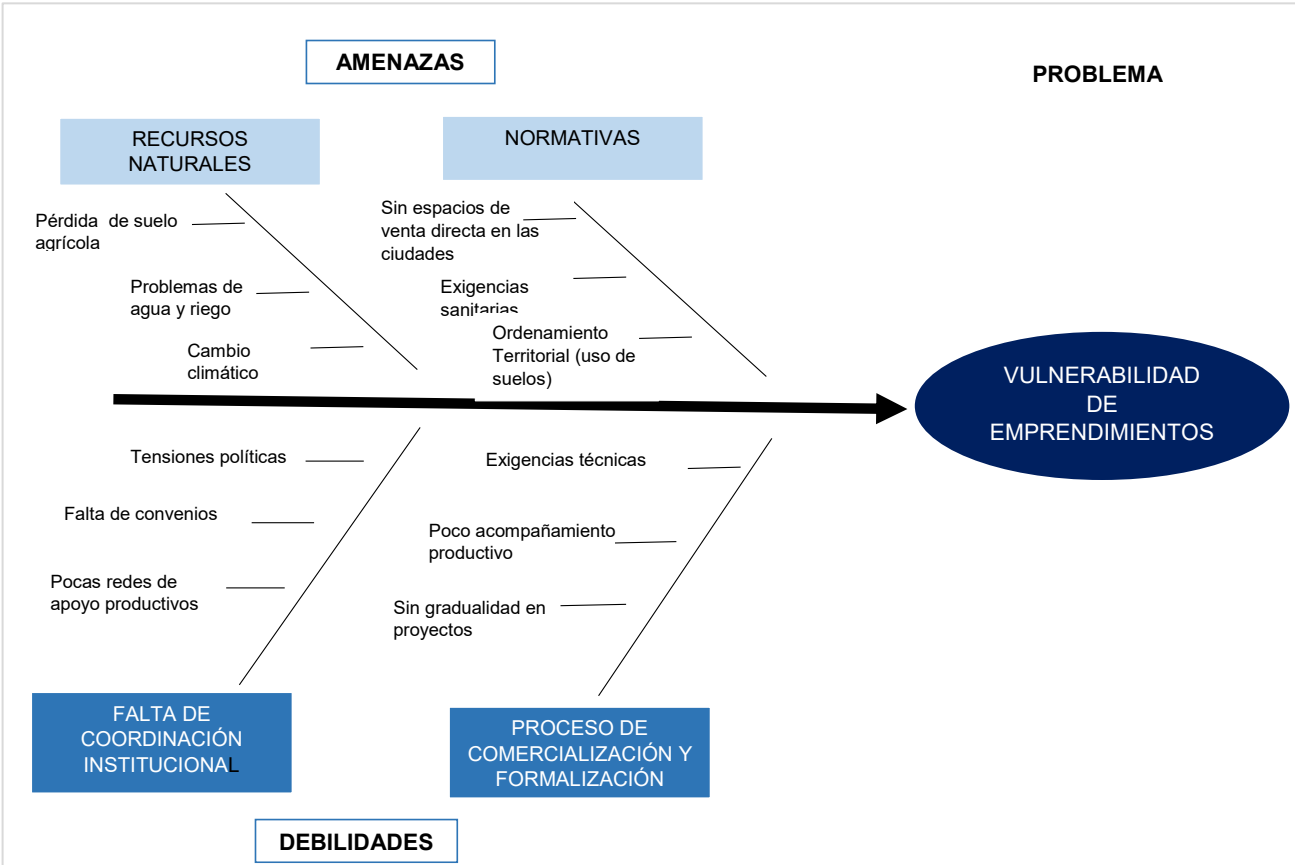 AMENAZAS
PROBLEMA
RECURSOS
NATURALES
NORMATIVAS
Pérdida de suelo
agrícola
Problemas de
agua y riego
Cambio
climático
Sin espacios de
venta directa en las
ciudades
Exigencias
sanitarias
Ordenamiento
Territorial (uso de
suelos)
VULNERABILIDAD
DE
EMPRENDIMIENTOS
Tensiones políticas
Falta de convenios
Pocas redes de
apoyo productivos
Exigencias técnicas
Poco acompañamiento
productivo
Sin gradualidad en
proyectos
FALTA DE
COORDINACIÓN
INSTITUCIONAL
PROCESO DE
COMERCIALIZACIÓN Y
FORMALIZACIÓN
DEBILIDADES